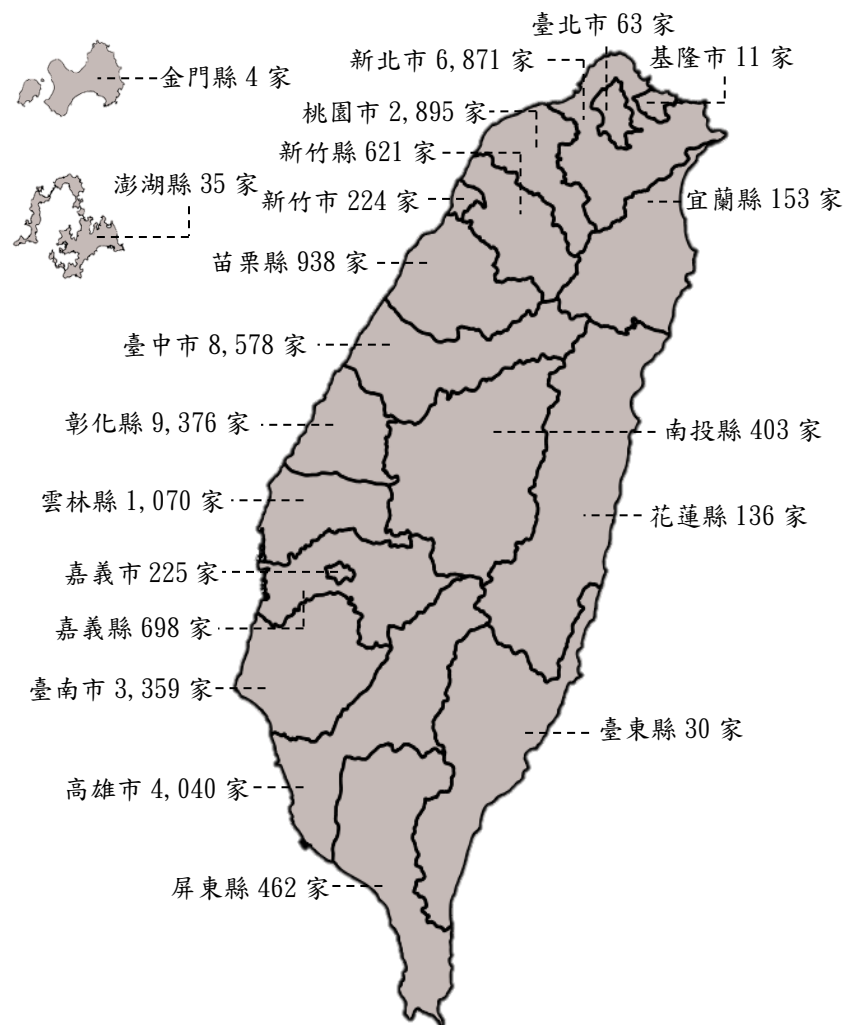 臺北市 63 家
新北市 6,871 家
基隆市 11 家
金門縣 4 家
桃園市 2,895 家
新竹縣 621 家
澎湖縣 35 家
新竹市 224 家
宜蘭縣 153 家
苗栗縣 938 家
臺中市 8,578 家
彰化縣 9,376 家
南投縣 403 家
雲林縣 1,070 家
花蓮縣 136 家
嘉義市 225 家
嘉義縣 698 家
臺南市 3,359 家
臺東縣 30 家
高雄市 4,040 家
屏東縣 462 家